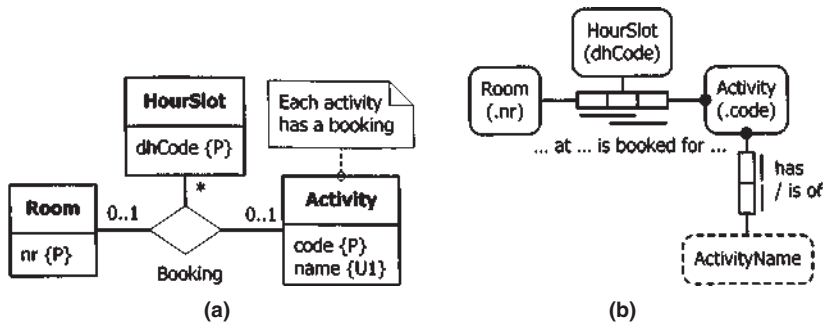 HourSlot
dhCode {P}
Each activity
has a booking
Room
nr {P}
0..1
*
0..1
Booking
Activity
code {P}
name {U1}
(a)
HourSlot
(dhCode)
Room
(.nr)
Activity
(.code)
... at ... is booked for ...
has
/ is of
ActivityName
(b)